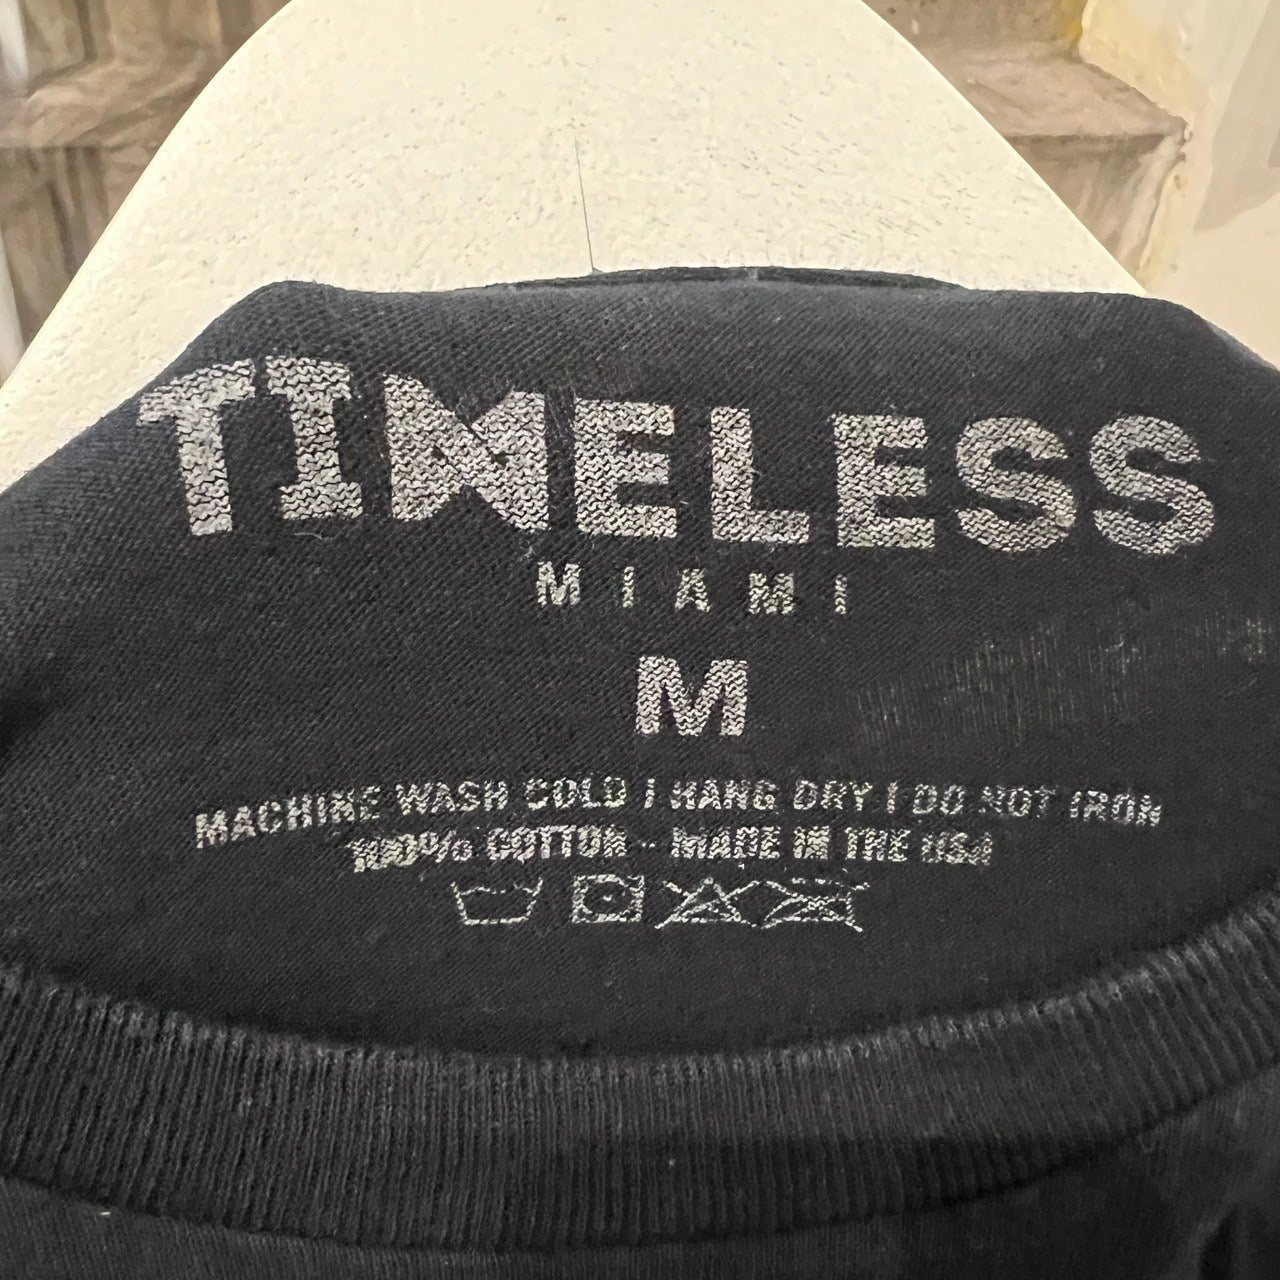 TIMELESS
MIAMI
M
MACHINE WASH COLD | HANG DRY | DO NOT IRON
100% COTTON - MADE IN THE USA